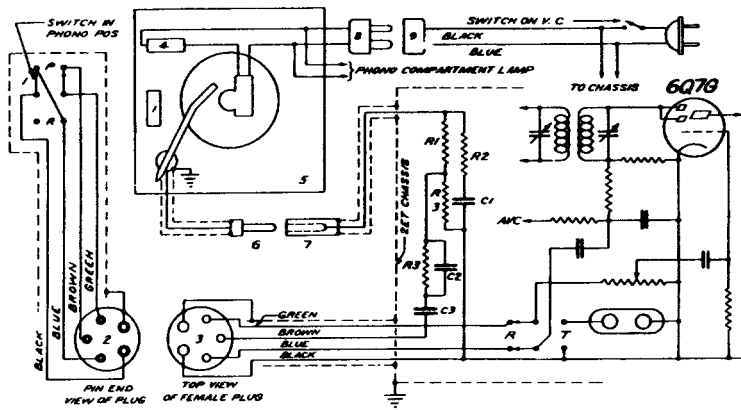 SWITCH IN
PHONO POS
P
R
4
1
5
8
9
SWITCH ON V.C
BLACK
BLUE
PHONO COMPARTMENT LAMP
TO CHASSIS
6Q7G
R1
R2
R
3
C1
SET CHASSIS
R3
C2
C3
AVC
6
7
BLACK
BLUE
BROWN
GREEN
2
PIN END
VIEW OF PLUG
3
TOP VIEW
OF FEMALE PLUG
GREEN
BROWN
BLUE
BLACK
R
T